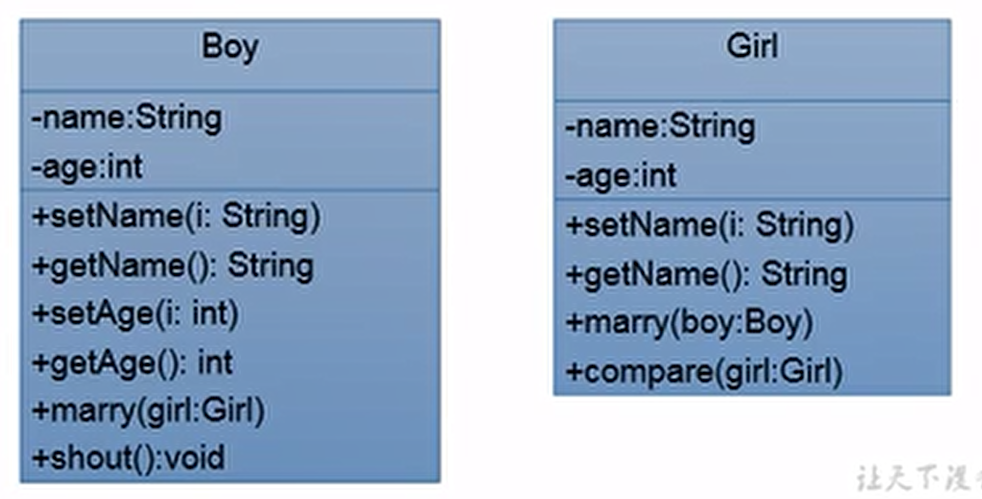 Boy
-name:String
-age:int
+setName(i: String)
+getName(): String
+setAge(i: int)
+getAge(): int
+marry(girl:Girl)
+shout():void
Girl
-name:String
-age:int
+setName(i: String)
+getName(): String
+marry(boy:Boy)
+compare(girl:Girl)
让天下没